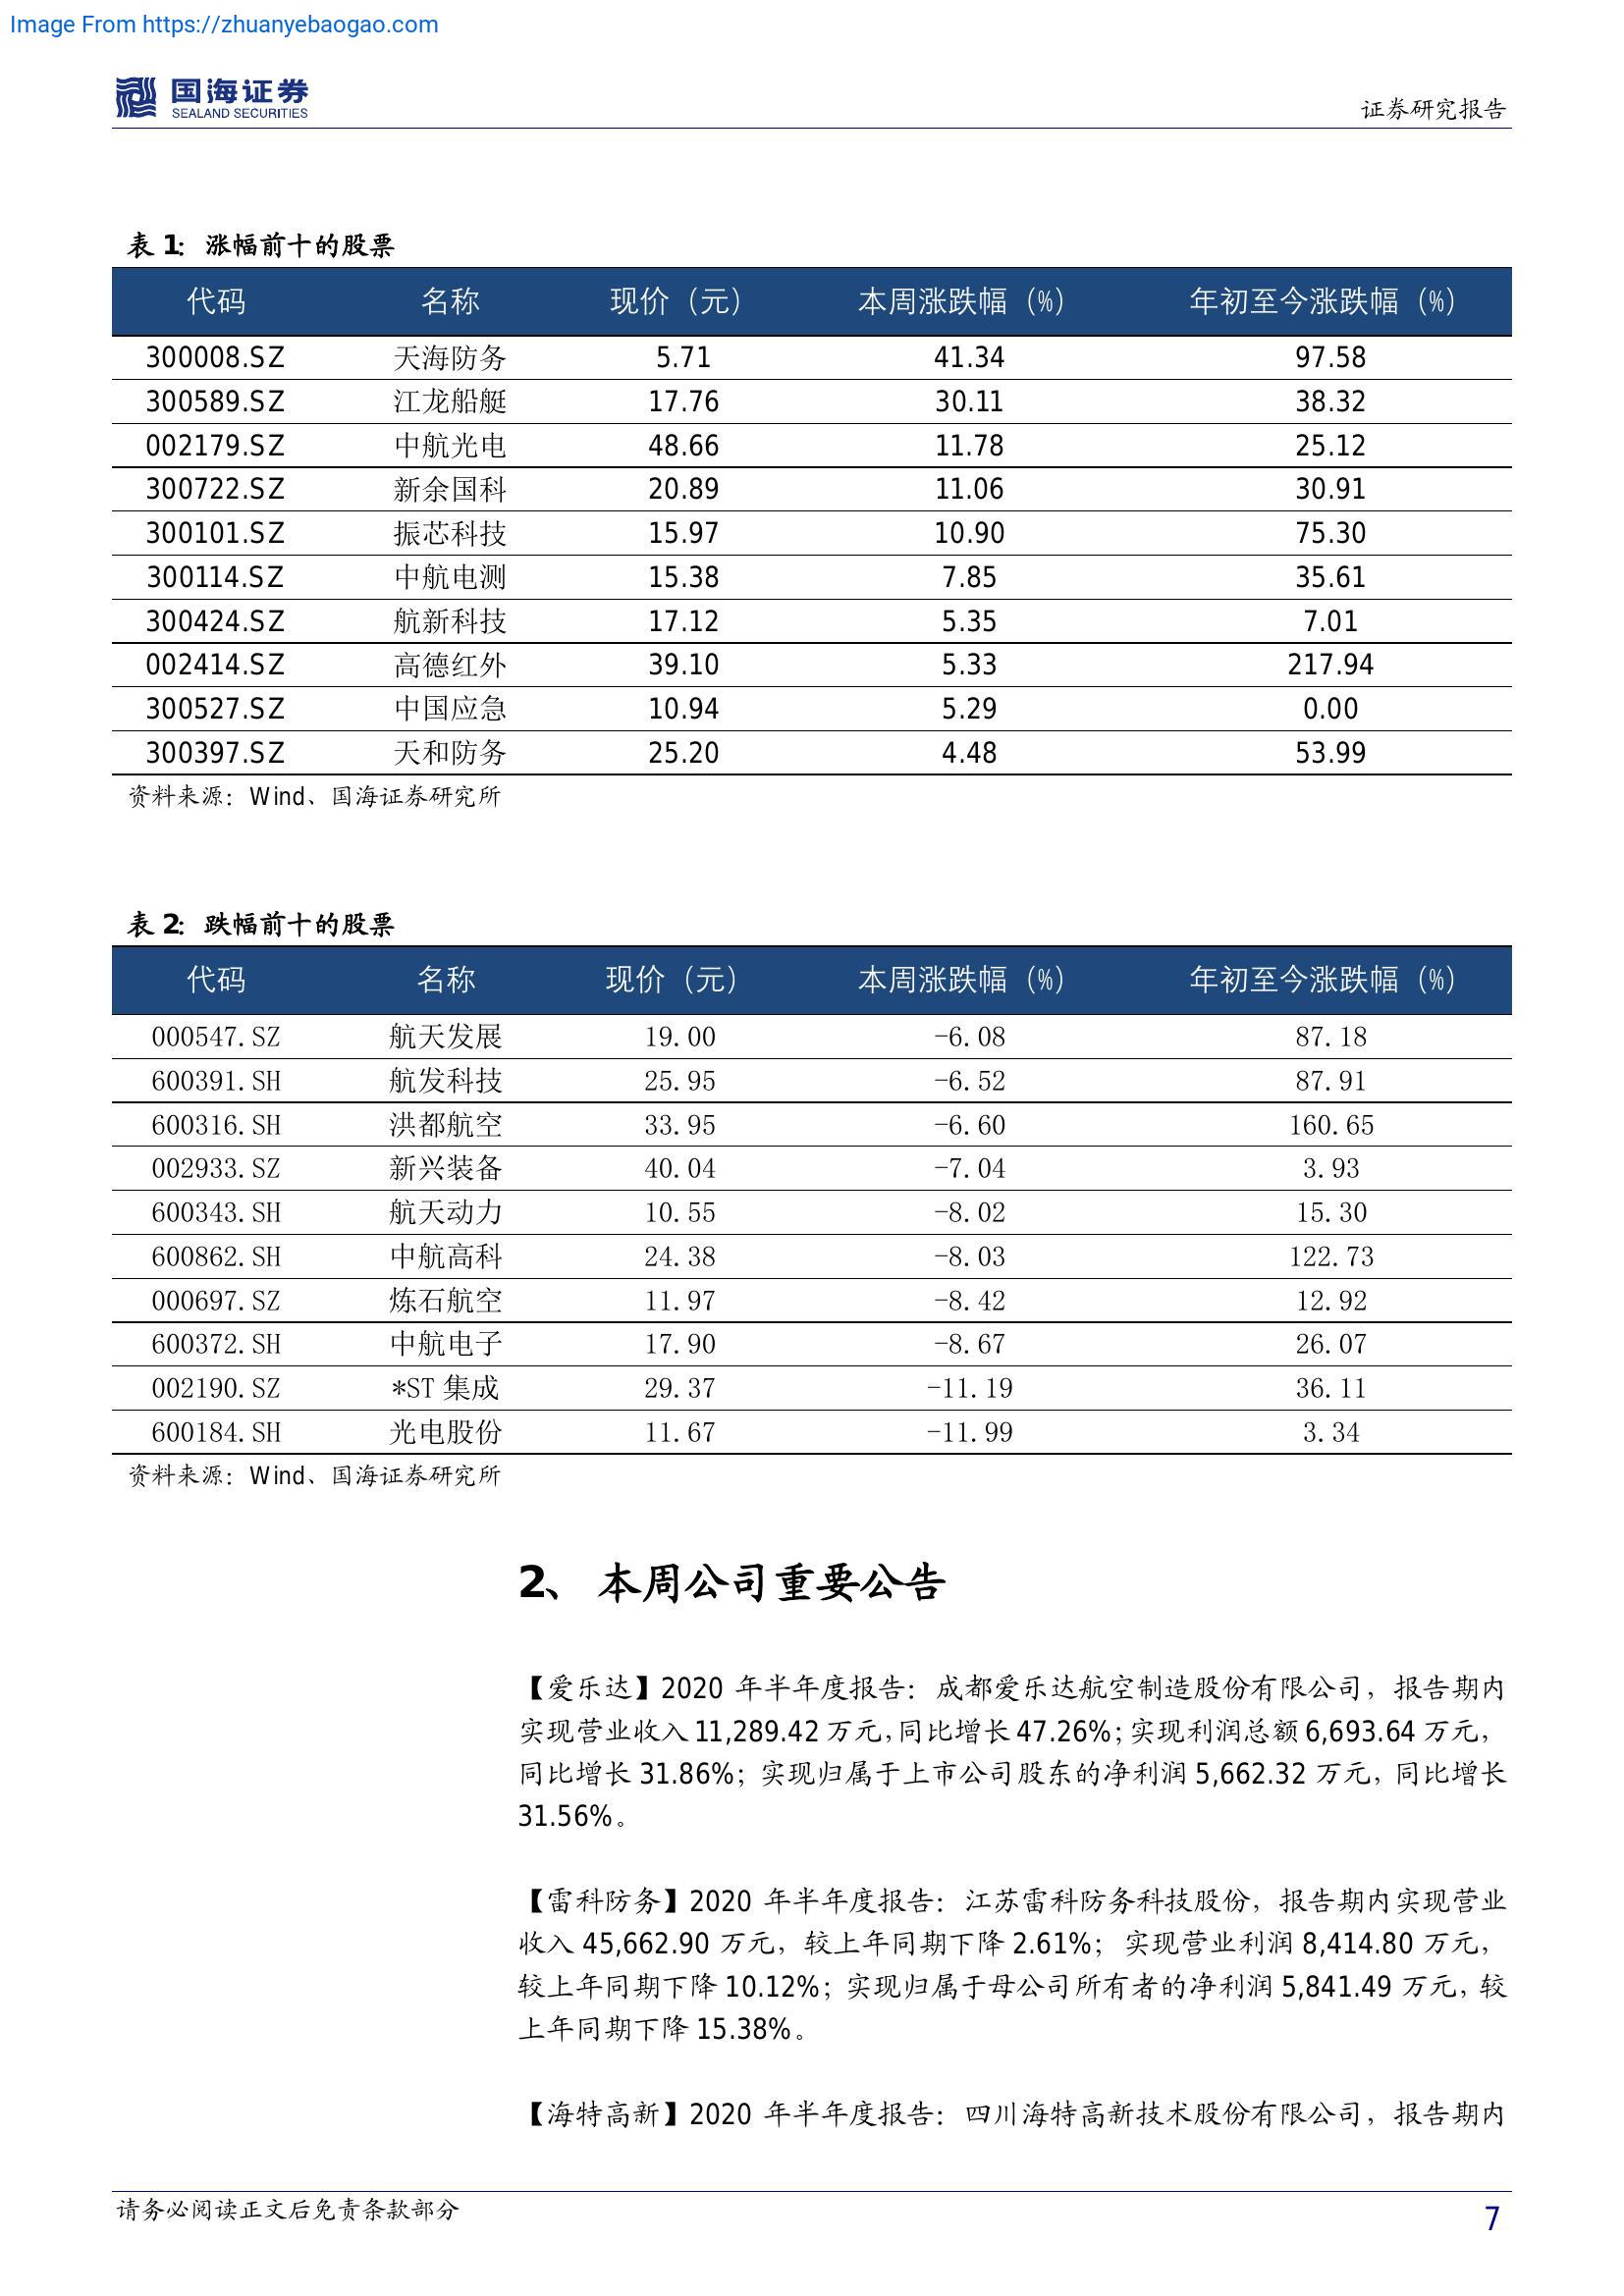 Image From https://zhuanyebaogao.com
国海证券
SEALAND SECURITIES
证券研究报告
表 1：涨幅前十的股票
代码 名称 现价（元） 本周涨跌幅（%） 年初至今涨跌幅（%）
300008.SZ 天海防务 5.71 41.34 97.58
300589.SZ 江龙船艇 17.76 30.11 38.32
002179.SZ 中航光电 48.66 11.78 25.12
300722.SZ 新余国科 20.89 11.06 30.91
300101.SZ 振芯科技 15.97 10.90 75.30
300114.SZ 中航电测 15.38 7.85 35.61
300424.SZ 航新科技 17.12 5.35 7.01
002414.SZ 高德红外 39.10 5.33 217.94
300527.SZ 中国应急 10.94 5.29 0.00
300397.SZ 天和防务 25.20 4.48 53.99
资料来源：Wind、国海证券研究所
表 2：跌幅前十的股票
代码 名称 现价（元） 本周涨跌幅（%） 年初至今涨跌幅（%）
000547.SZ 航天发展 19.00 -6.08 87.18
600391.SH 航发科技 25.95 -6.52 87.91
600316.SH 洪都航空 33.95 -6.60 160.65
002933.SZ 新兴装备 40.04 -7.04 3.93
600343.SH 航天动力 10.55 -8.02 15.30
600862.SH 中航高科 24.38 -8.03 122.73
000697.SZ 炼石航空 11.97 -8.42 12.92
600372.SH 中航电子 17.90 -8.67 26.07
002190.SZ *ST 集成 29.37 -11.19 36.11
600184.SH 光电股份 11.67 -11.99 3.34
资料来源：Wind、国海证券研究所
2、 本周公司重要公告
【爱乐达】2020 年半年度报告：成都爱乐达航空制造股份有限公司，报告期内
实现营业收入 11,289.42 万元，同比增长 47.26%；实现利润总额 6,693.64 万元，
同比增长 31.86%；实现归属于上市公司股东的净利润 5,662.32 万元，同比增长
31.56%。
【雷科防务】2020 年半年度报告：江苏雷科防务科技股份，报告期内实现营业
收入 45,662.90 万元，较上年同期下降 2.61%； 实现营业利润 8,414.80 万元，
较上年同期下降 10.12%；实现归属于母公司所有者的净利润 5,841.49 万元，较
上年同期下降 15.38%。
【海特高新】2020 年半年度报告：四川海特高新技术股份有限公司，报告期内
请务必阅读正文后免责条款部分
7